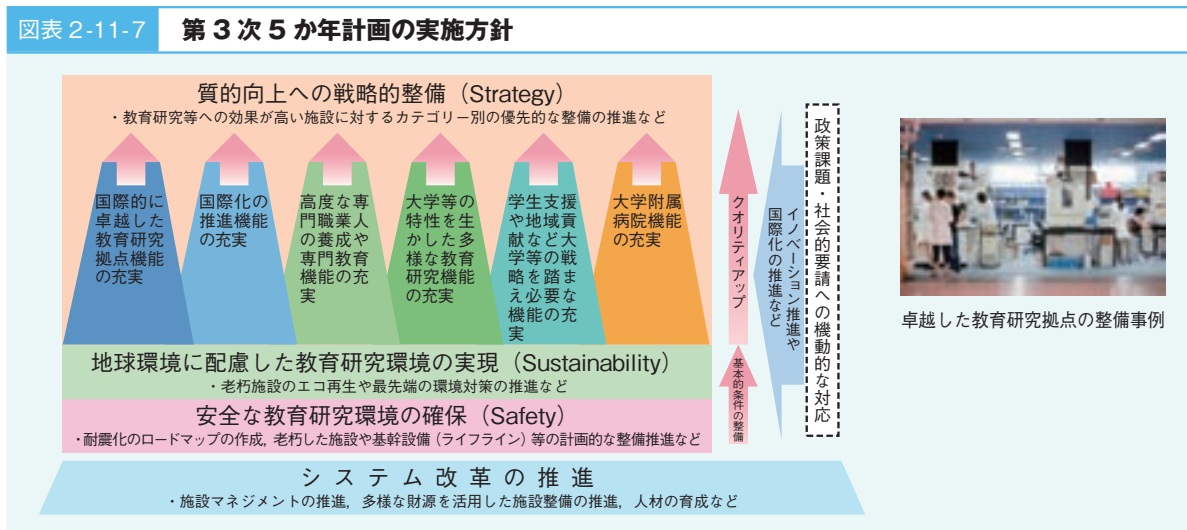 図表 2-11-7
第 3 次 5 か年計画の実施方針
質的向上への戦略的整備（Strategy）
・教育研究等への効果が高い施設に対するカテゴリー別の優先的な整備の推進など
国際的に
卓越した
教育研究
拠点機能
の充実
国際化の
推進機能
の充実
高度な専
門職業人
の養成や
専門教育
機能の充
実
大学等の
特性を生
かした多
様な教育
研究機能
の充実
学生支援
や地域貢
献など大
学等の戦
略を踏ま
え必要な
機能の充
実
大学附属
病院機能
の充実
地球環境に配慮した教育研究環境の実現（Sustainability）
・老朽施設のエコ再生や最先端の環境対策の推進など
安全な教育研究環境の確保（Safety）
・耐震化のロードマップの作成，老朽した施設や基幹設備（ライフライン）等の計画的な整備推進など
システム改革の推進
・施設マネジメントの推進，多様な財源を活用した施設整備の推進，人材の育成など
クオリティアップ
基本的条件の整備
イノベーション推進や
国際化の推進など
政策課題・社会的要請への機動的な対応
卓越した教育研究拠点の整備事例